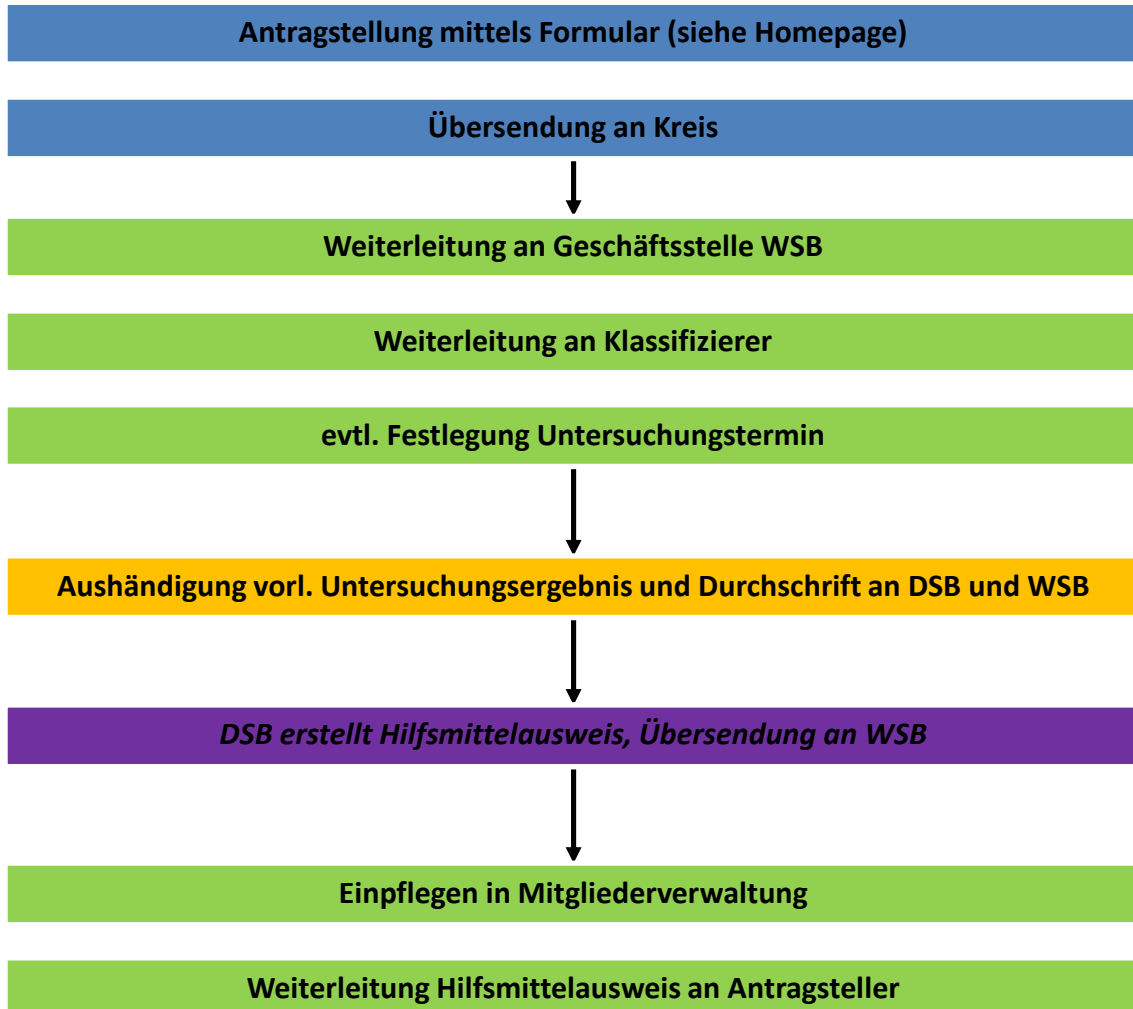 Antragstellung mittels Formular (siehe Homepage)
Übersendung an Kreis
Weiterleitung an Geschäftsstelle WSB
Weiterleitung an Klassifizierer
evtl. Festlegung Untersuchungstermin
Aushändigung vorl. Untersuchungsergebnis und Durchschrift an DSB und WSB
DSB erstellt Hilfsmittelausweis, Übersendung an WSB
Einpflegen in Mitgliederverwaltung
Weiterleitung Hilfsmittelausweis an Antragsteller